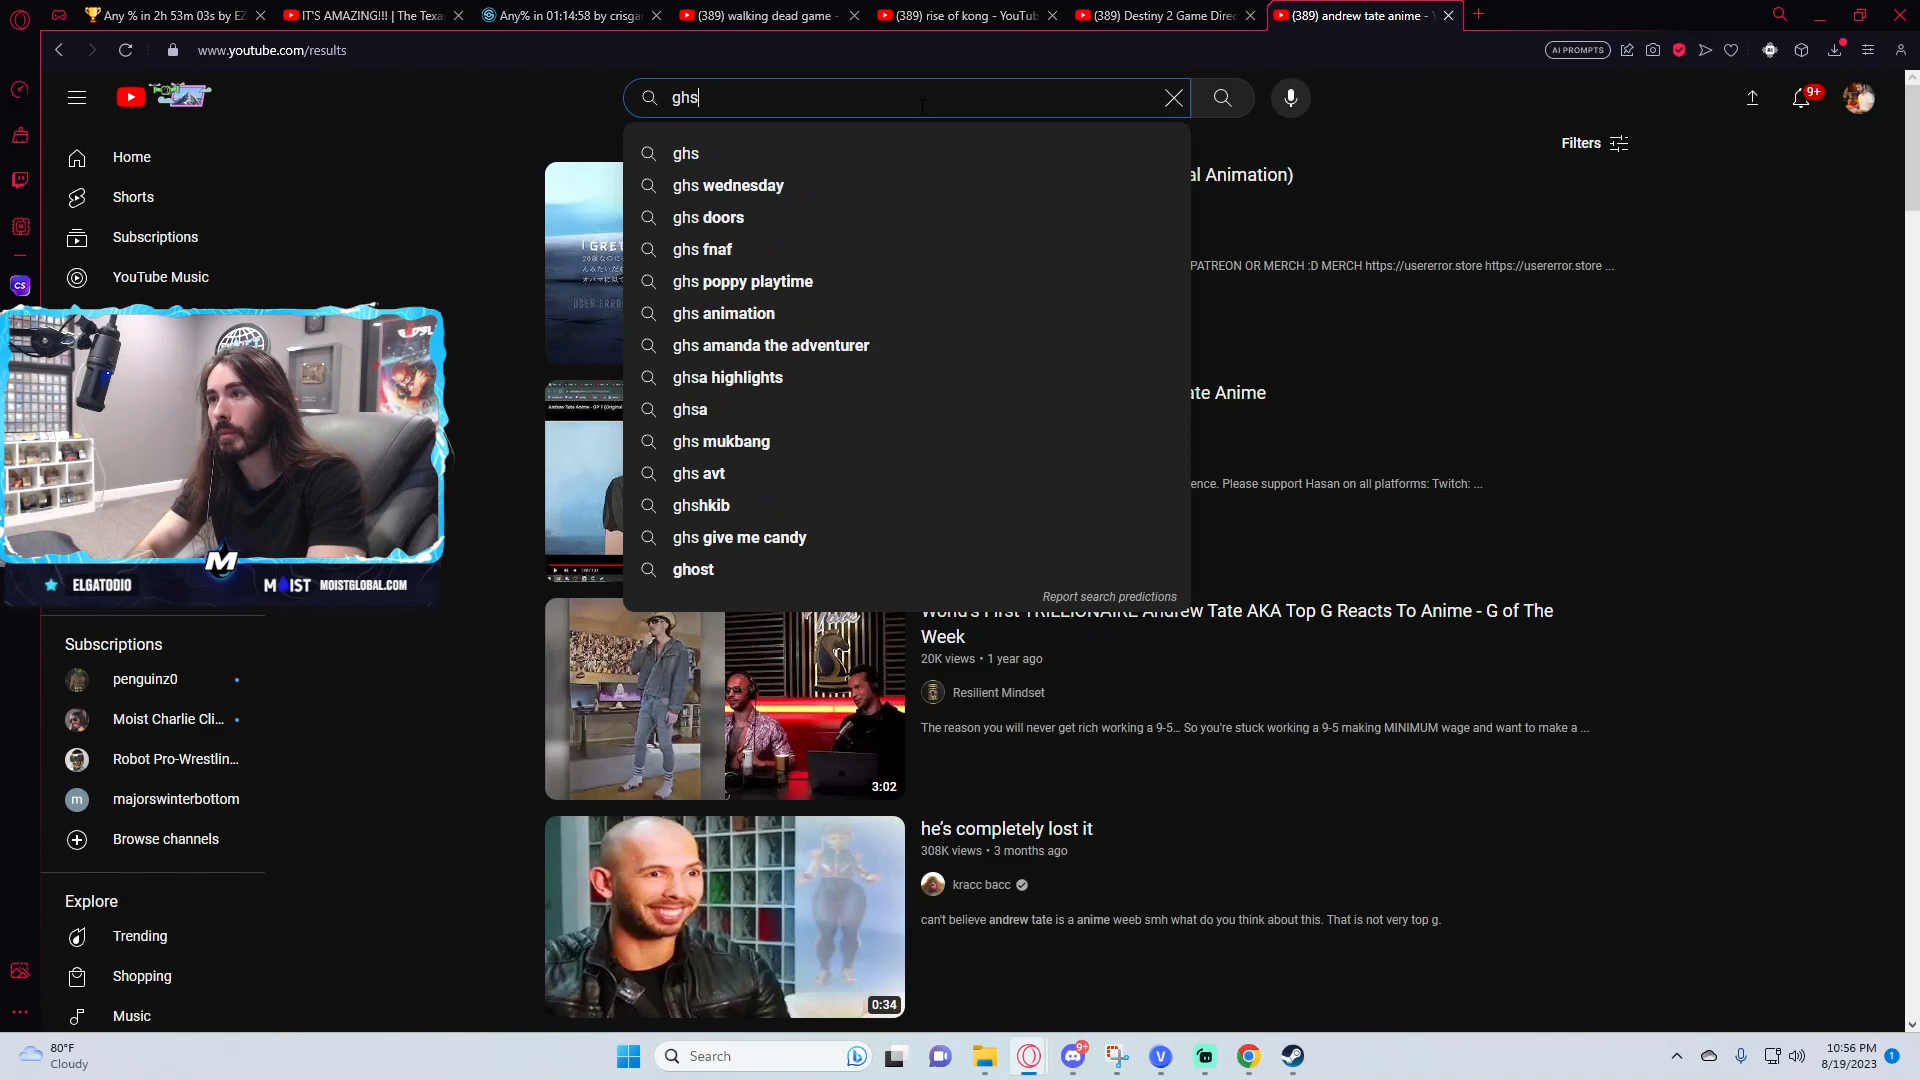 Any % in 2h 53m 03s by EZ
IT'S AMAZING!!! | The Texa
Any% in 01:14:58 by crisga
(389) walking dead game -
(389) rise of kong - YouTub
(389) Destiny 2 Game Direc
(389) andrew tate anime -
www.youtube.com/results
AI PROMPTS
ghs
9+
Home
Shorts
Subscriptions
YouTube Music
Filters
ghs
ghs wednesday
ghs doors
ghs fnaf
ghs poppy playtime
ghs animation
ghs amanda the adventurer
ghsa highlights
ghsa
ghs mukbang
ghs avt
ghshkib
ghs give me candy
ghost
Report search predictions
al Animation)
PATREON OR MERCH :D MERCH https://usererror.store https://usererror.store ...
ate Anime
ence. Please support Hasan on all platforms: Twitch: ...
CS
M
ELGATODIO
MOIST
MOISTGLOBAL.COM
Subscriptions
penguinz0
Moist Charlie Cli...
Robot Pro-Wrestlin...
m
majorswinterbottom
Browse channels
Explore
Trending
Shopping
Music
World's First TRILLIONAIRE Andrew Tate AKA Top G Reacts To Anime - G of The
Week
20K views • 1 year ago
Resilient Mindset
The reason you will never get rich working a 9-5... So you're stuck working a 9-5 making MINIMUM wage and want to make a ...
3:02
he's completely lost it
308K views • 3 months ago
kracc bacc
can't believe andrew tate is a anime weeb smh what do you think about this. That is not very top g.
0:34
80°F
Cloudy
Search
9+
V
10:56 PM
8/19/2023
1